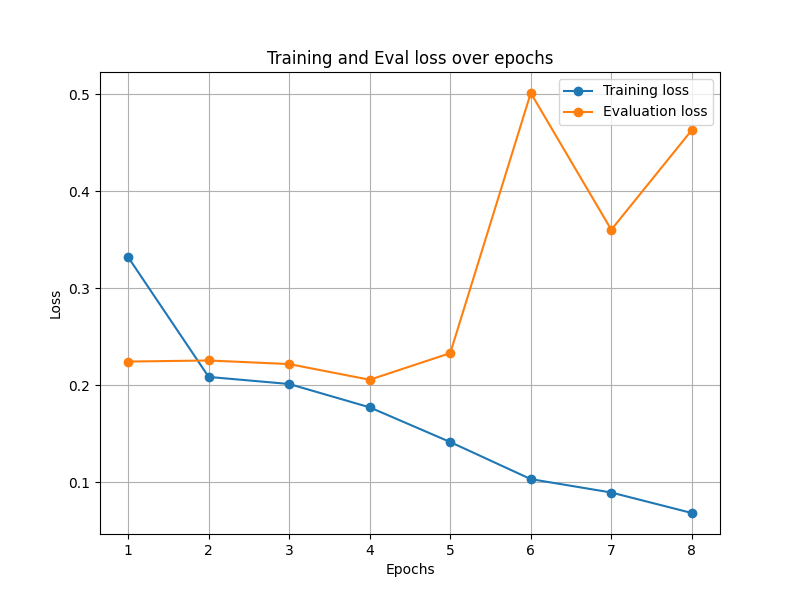 Training and Eval loss over epochs
Training loss
Evaluation loss
0.5
0.4
0.3
0.2
0.1
Loss
1 2 3 4 5 6 7 8
Epochs